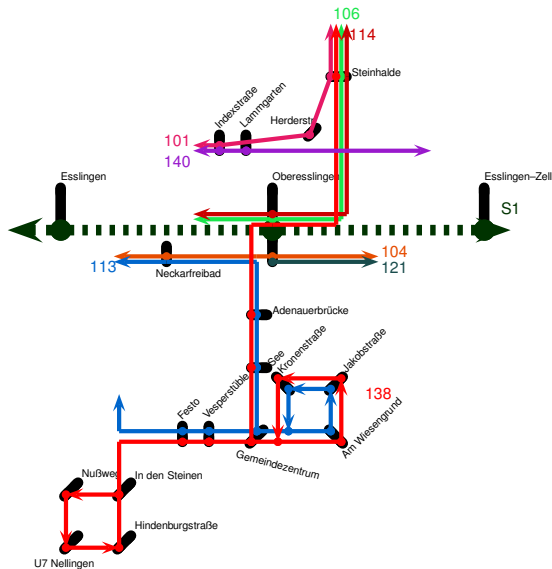 106
114
Steinhalde
Indexstraße
Lammgarten
Herderstr.
101
140
Esslingen
Oberesslingen
Esslingen–Zell
S1
104
113
121
Neckarfreibad
Adenauerbrücke
See
Kronenstraße
Jakobstraße
138
Festo
Vesperstüble
Gemeindezentrum
Am Wiesengrund
Nußweg
In den Steinen
Hindenburgstraße
U7 Nellingen